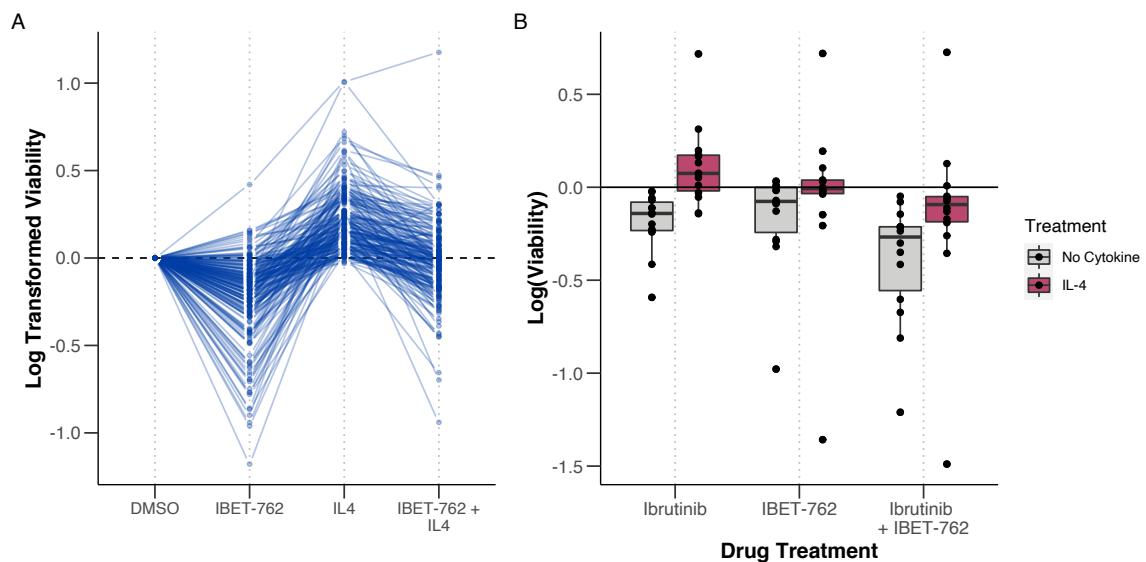 A
Log Transformed Viability
1.0
0.5
0.0
-0.5
-1.0
DMSO
IBET-762
IL4
IBET-762 +
IL4
B
Log(Viability)
0.5
0.0
-0.5
-1.0
-1.5
Ibrutinib
IBET-762
Ibrutinib
+ IBET-762
Drug Treatment
Treatment
No Cytokine
IL-4